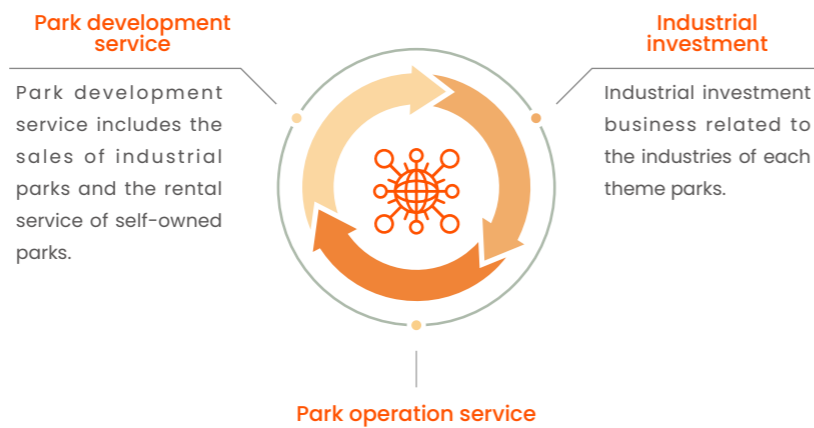 Park development
service
Park development
service includes the
sales of industrial
parks and the rental
service of self-owned
parks.
Industrial
investment
Industrial investment
business related to
the industries of each
theme parks.
Park operation service